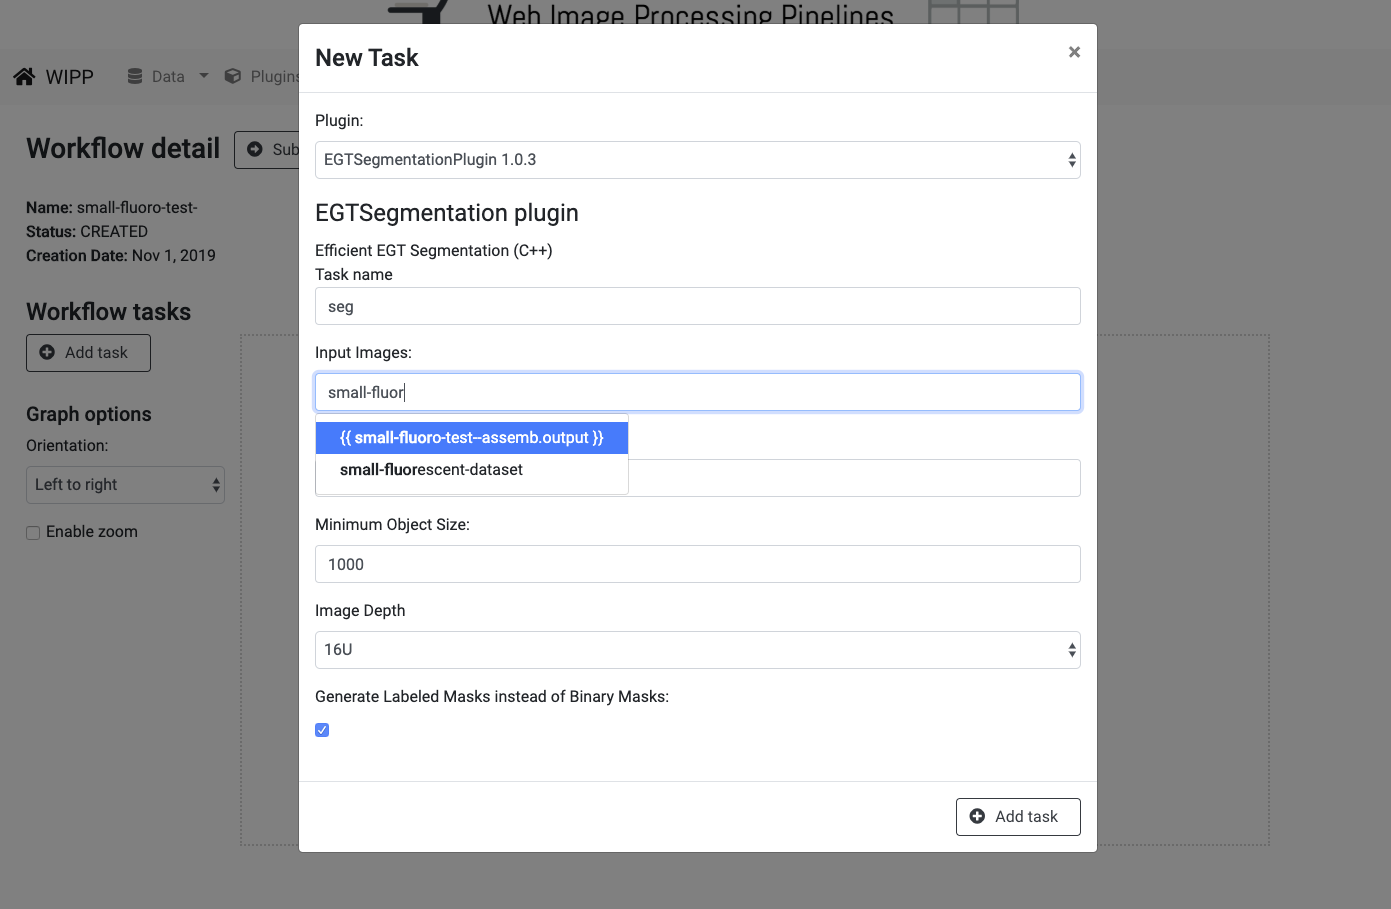 Web Image Processing Pipelines
New Task
×
WIPP
Data
Plugins
Plugin:
EGTSegmentationPlugin 1.0.3
Workflow detail
Sub
EGTSegmentation plugin
Efficient EGT Segmentation (C++)
Task name
seg
Name: small-fluoro-test-
Status: CREATED
Creation Date: Nov 1, 2019
Workflow tasks
Add task
Input Images:
small-fluor
{{ small-fluoro-test--assemb.output }}
small-fluorescent-dataset
Graph options
Orientation:
Left to right
Enable zoom
Minimum Object Size:
1000
Image Depth
16U
Generate Labeled Masks instead of Binary Masks:
Add task